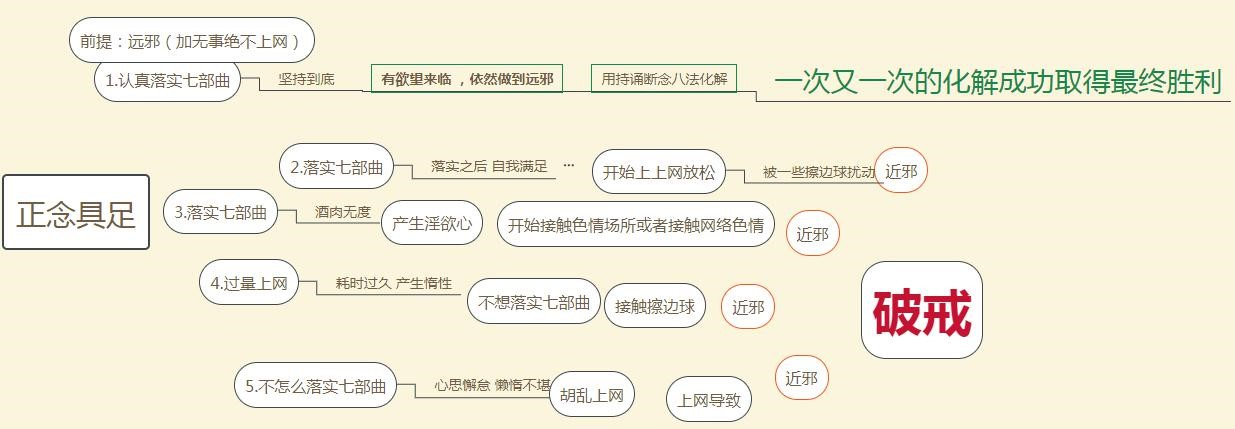 前提：远邪（加无事绝不上网）
1.认真落实七部曲
坚持到底
有欲望来临 ，依然做到远邪
用持诵断念八法化解
一次又一次的化解成功取得最终胜利
2.落实七部曲
落实之后 自我满足
...
开始上上网放松
被一些擦边球扰动
近邪
正念具足
3.落实七部曲
酒肉无度
产生淫欲心
开始接触色情场所或者接触网络色情
近邪
4.过量上网
耗时过久 产生惰性
不想落实七部曲
接触擦边球
近邪
破戒
5.不怎么落实七部曲
心思懈怠 懒惰不堪
胡乱上网
上网导致
近邪